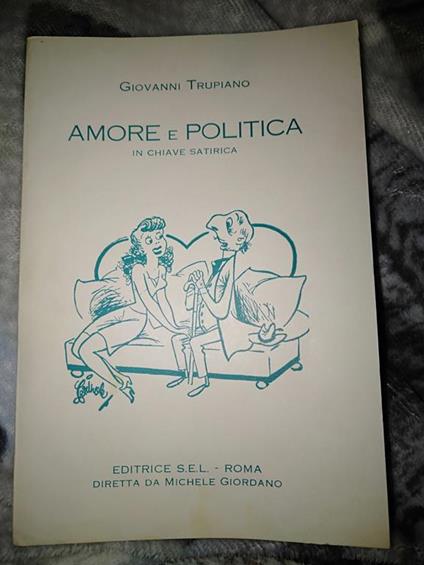 Giovanni Trupiano
AMORE e POLITICA
IN CHIAVE SATIRICA
EDITRICE S.E.L. - ROMA
DIRETTA DA MICHELE GIORDANO